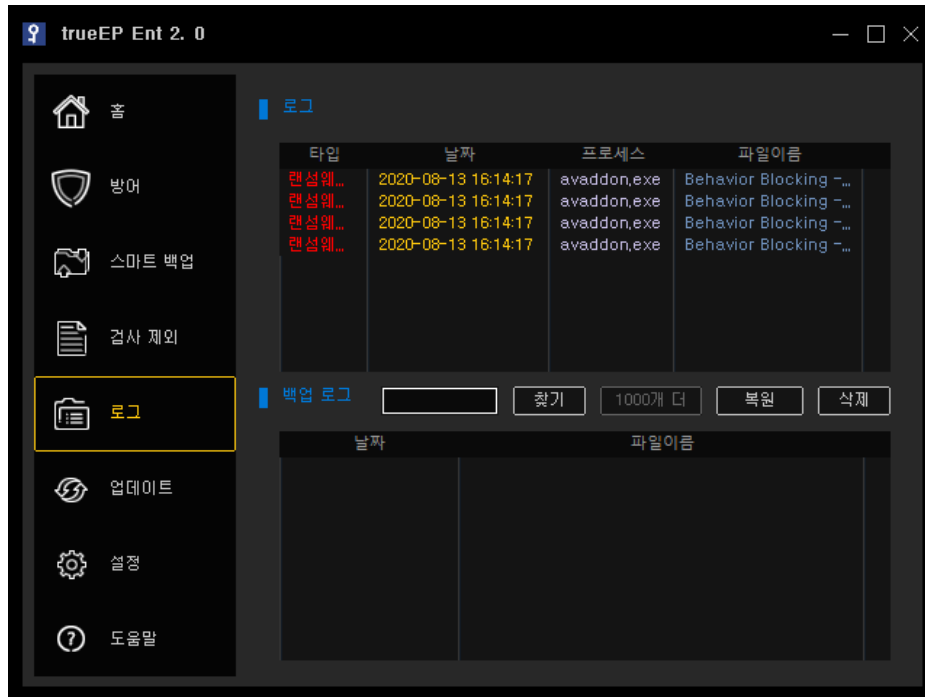 trueEP Ent 2. 0
홈
방어
스마트 백업
검사 제외
로그
업데이트
설정
도움말
로그
타입 날짜 프로세스 파일이름
랜섬웨... 2020-08-13 16:14:17 avaddon,exe Behavior Blocking -...
랜섬웨... 2020-08-13 16:14:17 avaddon,exe Behavior Blocking -...
랜섬웨... 2020-08-13 16:14:17 avaddon,exe Behavior Blocking -...
랜섬웨... 2020-08-13 16:14:17 avaddon,exe Behavior Blocking -...
백업 로그 찾기 1000개 더 복원 삭제
날짜 파일이름